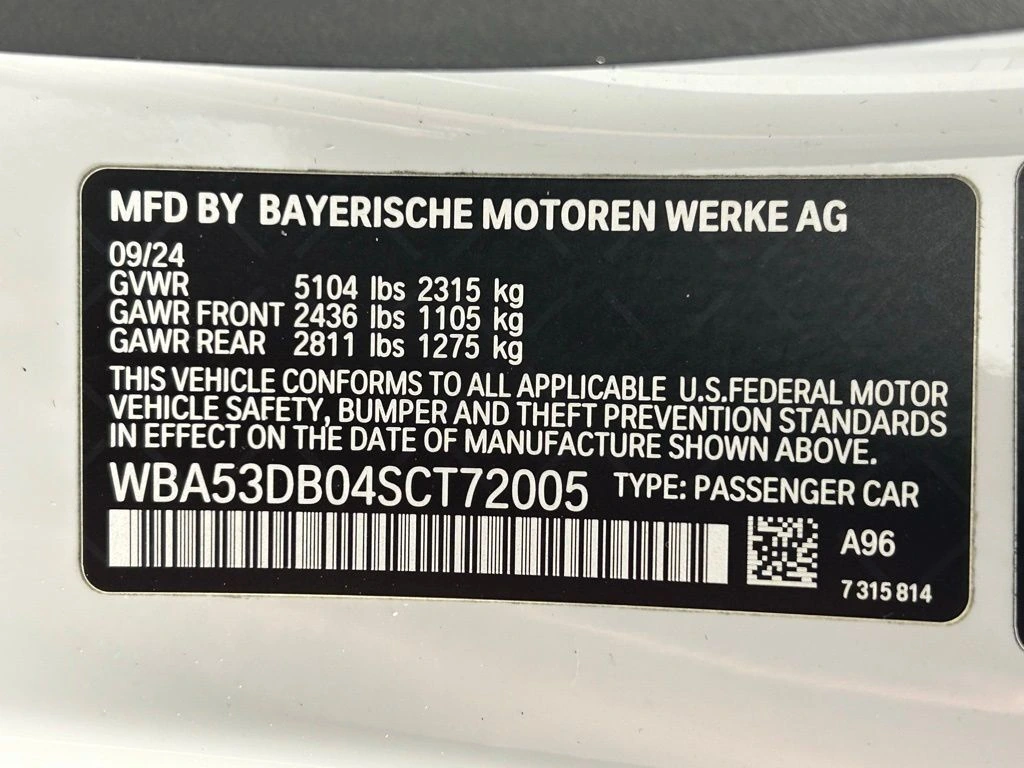 MFD BY BAYERISCHE MOTOREN WERKE AG
09/24
GVWR 5104 lbs 2315 kg
GAWR FRONT 2436 lbs 1105 kg
GAWR REAR 2811 lbs 1275 kg
THIS VEHICLE CONFORMS TO ALL APPLICABLE U.S.FEDERAL MOTOR
VEHICLE SAFETY, BUMPER AND THEFT PREVENTION STANDARDS
IN EFFECT ON THE DATE OF MANUFACTURE SHOWN ABOVE.
WBA53DB04SCT72005 TYPE: PASSENGER CAR
A96
7 315 814